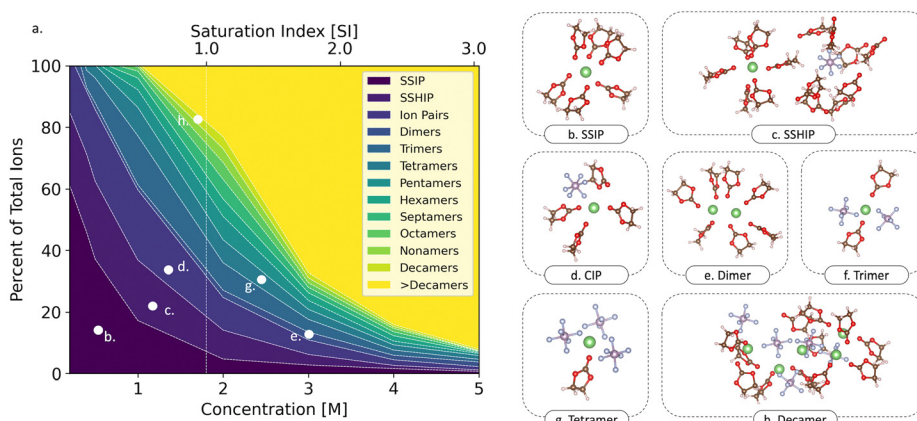 a.
Saturation Index [SI]
1.0 2.0 3.0
Percent of Total Ions
100
80
60
40
20
0
SSIP
SSHIP
Ion Pairs
Dimers
Trimers
Tetramers
Pentamers
Hexamers
Septamers
Octamers
Nonamers
Decamers
>Decamers
h.
d.
g.
c.
b.
e.
1 2 3 4 5
Concentration [M]
b. SSIP
c. SSHIP
d. CIP
e. Dimer
f. Trimer
g. Tetramer
h. Decamer